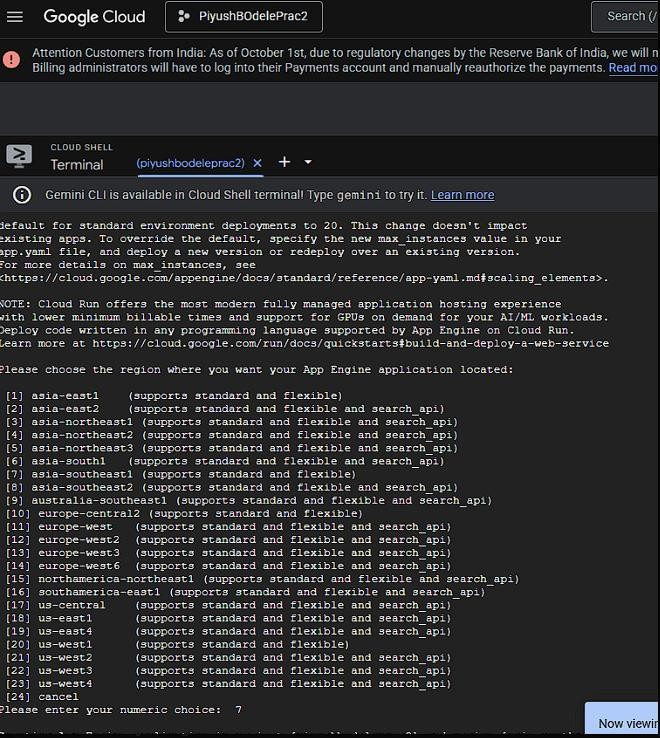 Google Cloud
PiyushBOdelePrac2
Search (/
Attention Customers from India: As of October 1st, due to regulatory changes by the Reserve Bank of India, we will n
Billing administrators will have to log into their Payments account and manually reauthorize the payments. Read mo
CLOUD SHELL
Terminal
(piyushbodeleprac2)
Gemini CLI is available in Cloud Shell terminal! Type gemini to try it. Learn more
default for standard environment deployments to 20. This change doesn't impact
existing apps. To override the default, specify the new max_instances value in your
app.yaml file, and deploy a new version or redeploy over an existing version.
For more details on max_instances, see
<https://cloud.google.com/appengine/docs/standard/reference/app-yaml.md#scaling_elements>.
NOTE: Cloud Run offers the most modern fully managed application hosting experience
with lower minimum billable times and support for GPUs on demand for your AI/ML workloads.
Deploy code written in any programming language supported by App Engine on Cloud Run.
Learn more at https://cloud.google.com/run/docs/quickstarts#build-and-deploy-a-web-service
Please choose the region where you want your App Engine application located:
[1] asia-east1 (supports standard and flexible)
[2] asia-east2 (supports standard and flexible and search_api)
[3] asia-northeast1 (supports standard and flexible and search_api)
[4] asia-northeast2 (supports standard and flexible and search_api)
[5] asia-northeast3 (supports standard and flexible and search_api)
[6] asia-south1 (supports standard and flexible and search_api)
[7] asia-southeast1 (supports standard and flexible)
[8] asia-southeast2 (supports standard and flexible and search_api)
[9] australia-southeast1 (supports standard and flexible and search_api)
[10] europe-central2 (supports standard and flexible)
[11] europe-west (supports standard and flexible and search_api)
[12] europe-west2 (supports standard and flexible and search_api)
[13] europe-west3 (supports standard and flexible and search_api)
[14] europe-west6 (supports standard and flexible and search_api)
[15] northamerica-northeast1 (supports standard and flexible and search_api)
[16] southamerica-east1 (supports standard and flexible and search_api)
[17] us-central (supports standard and flexible and search_api)
[18] us-east1 (supports standard and flexible and search_api)
[19] us-east4 (supports standard and flexible and search_api)
[20] us-west1 (supports standard and flexible)
[21] us-west2 (supports standard and flexible and search_api)
[22] us-west3 (supports standard and flexible and search_api)
[23] us-west4 (supports standard and flexible and search_api)
[24] cancel
Please enter your numeric choice: 7
Now viewin